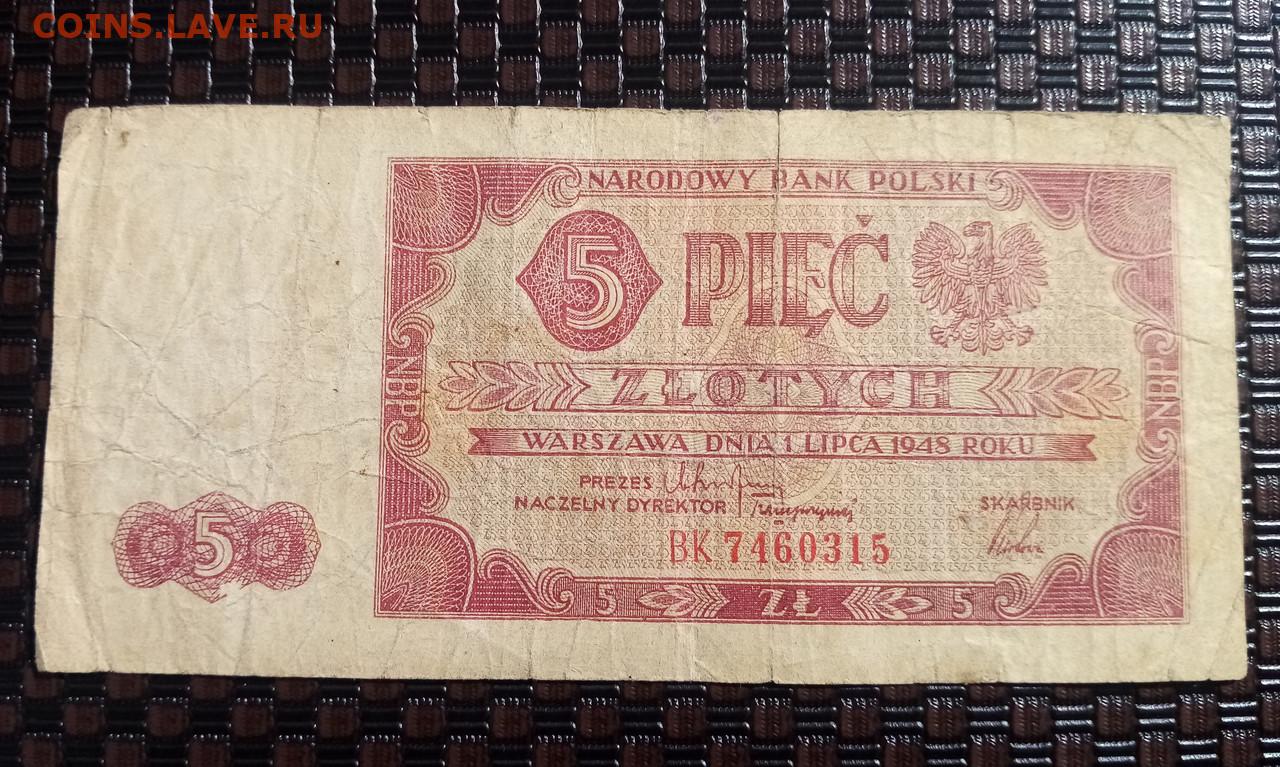 COINS.LAVE.RU
NARODOWY BANK POLSKI
5 PIĘĆ
ZŁOTYCH
NBP
NBP
WARSZAWA DNIA 1 LIPCA 1948 ROKU
PREZES
NACZELNY DYREKTOR
SKARBNIK
BK 7460315
5
5 ZŁ 5